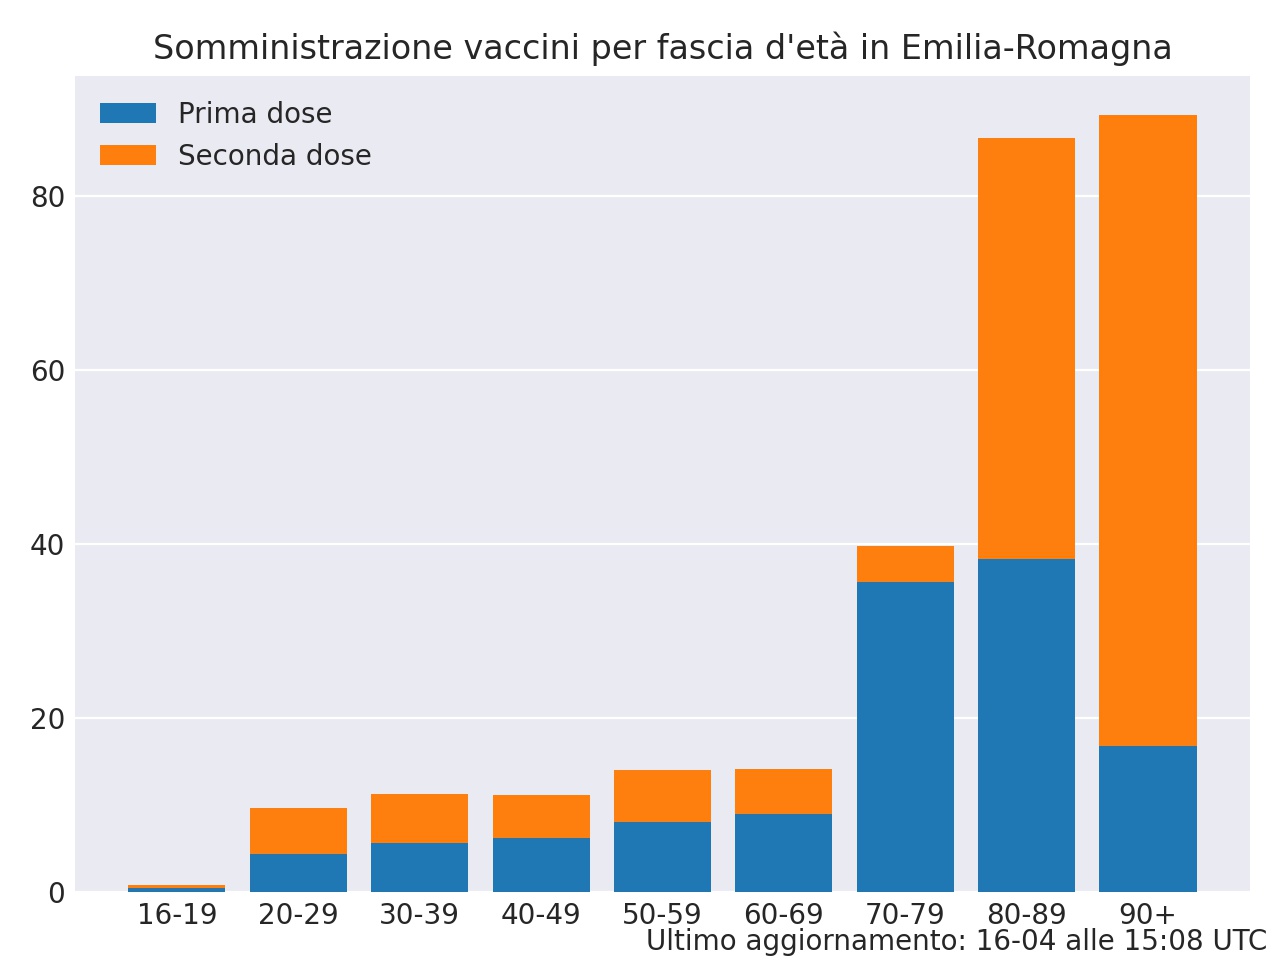 Somministrazione vaccini per fascia d'età in Emilia-Romagna
Prima dose
Seconda dose
80
60
40
20
0
16-19 20-29 30-39 40-49 50-59 60-69 70-79 80-89 90+
Ultimo aggiornamento: 16-04 alle 15:08 UTC